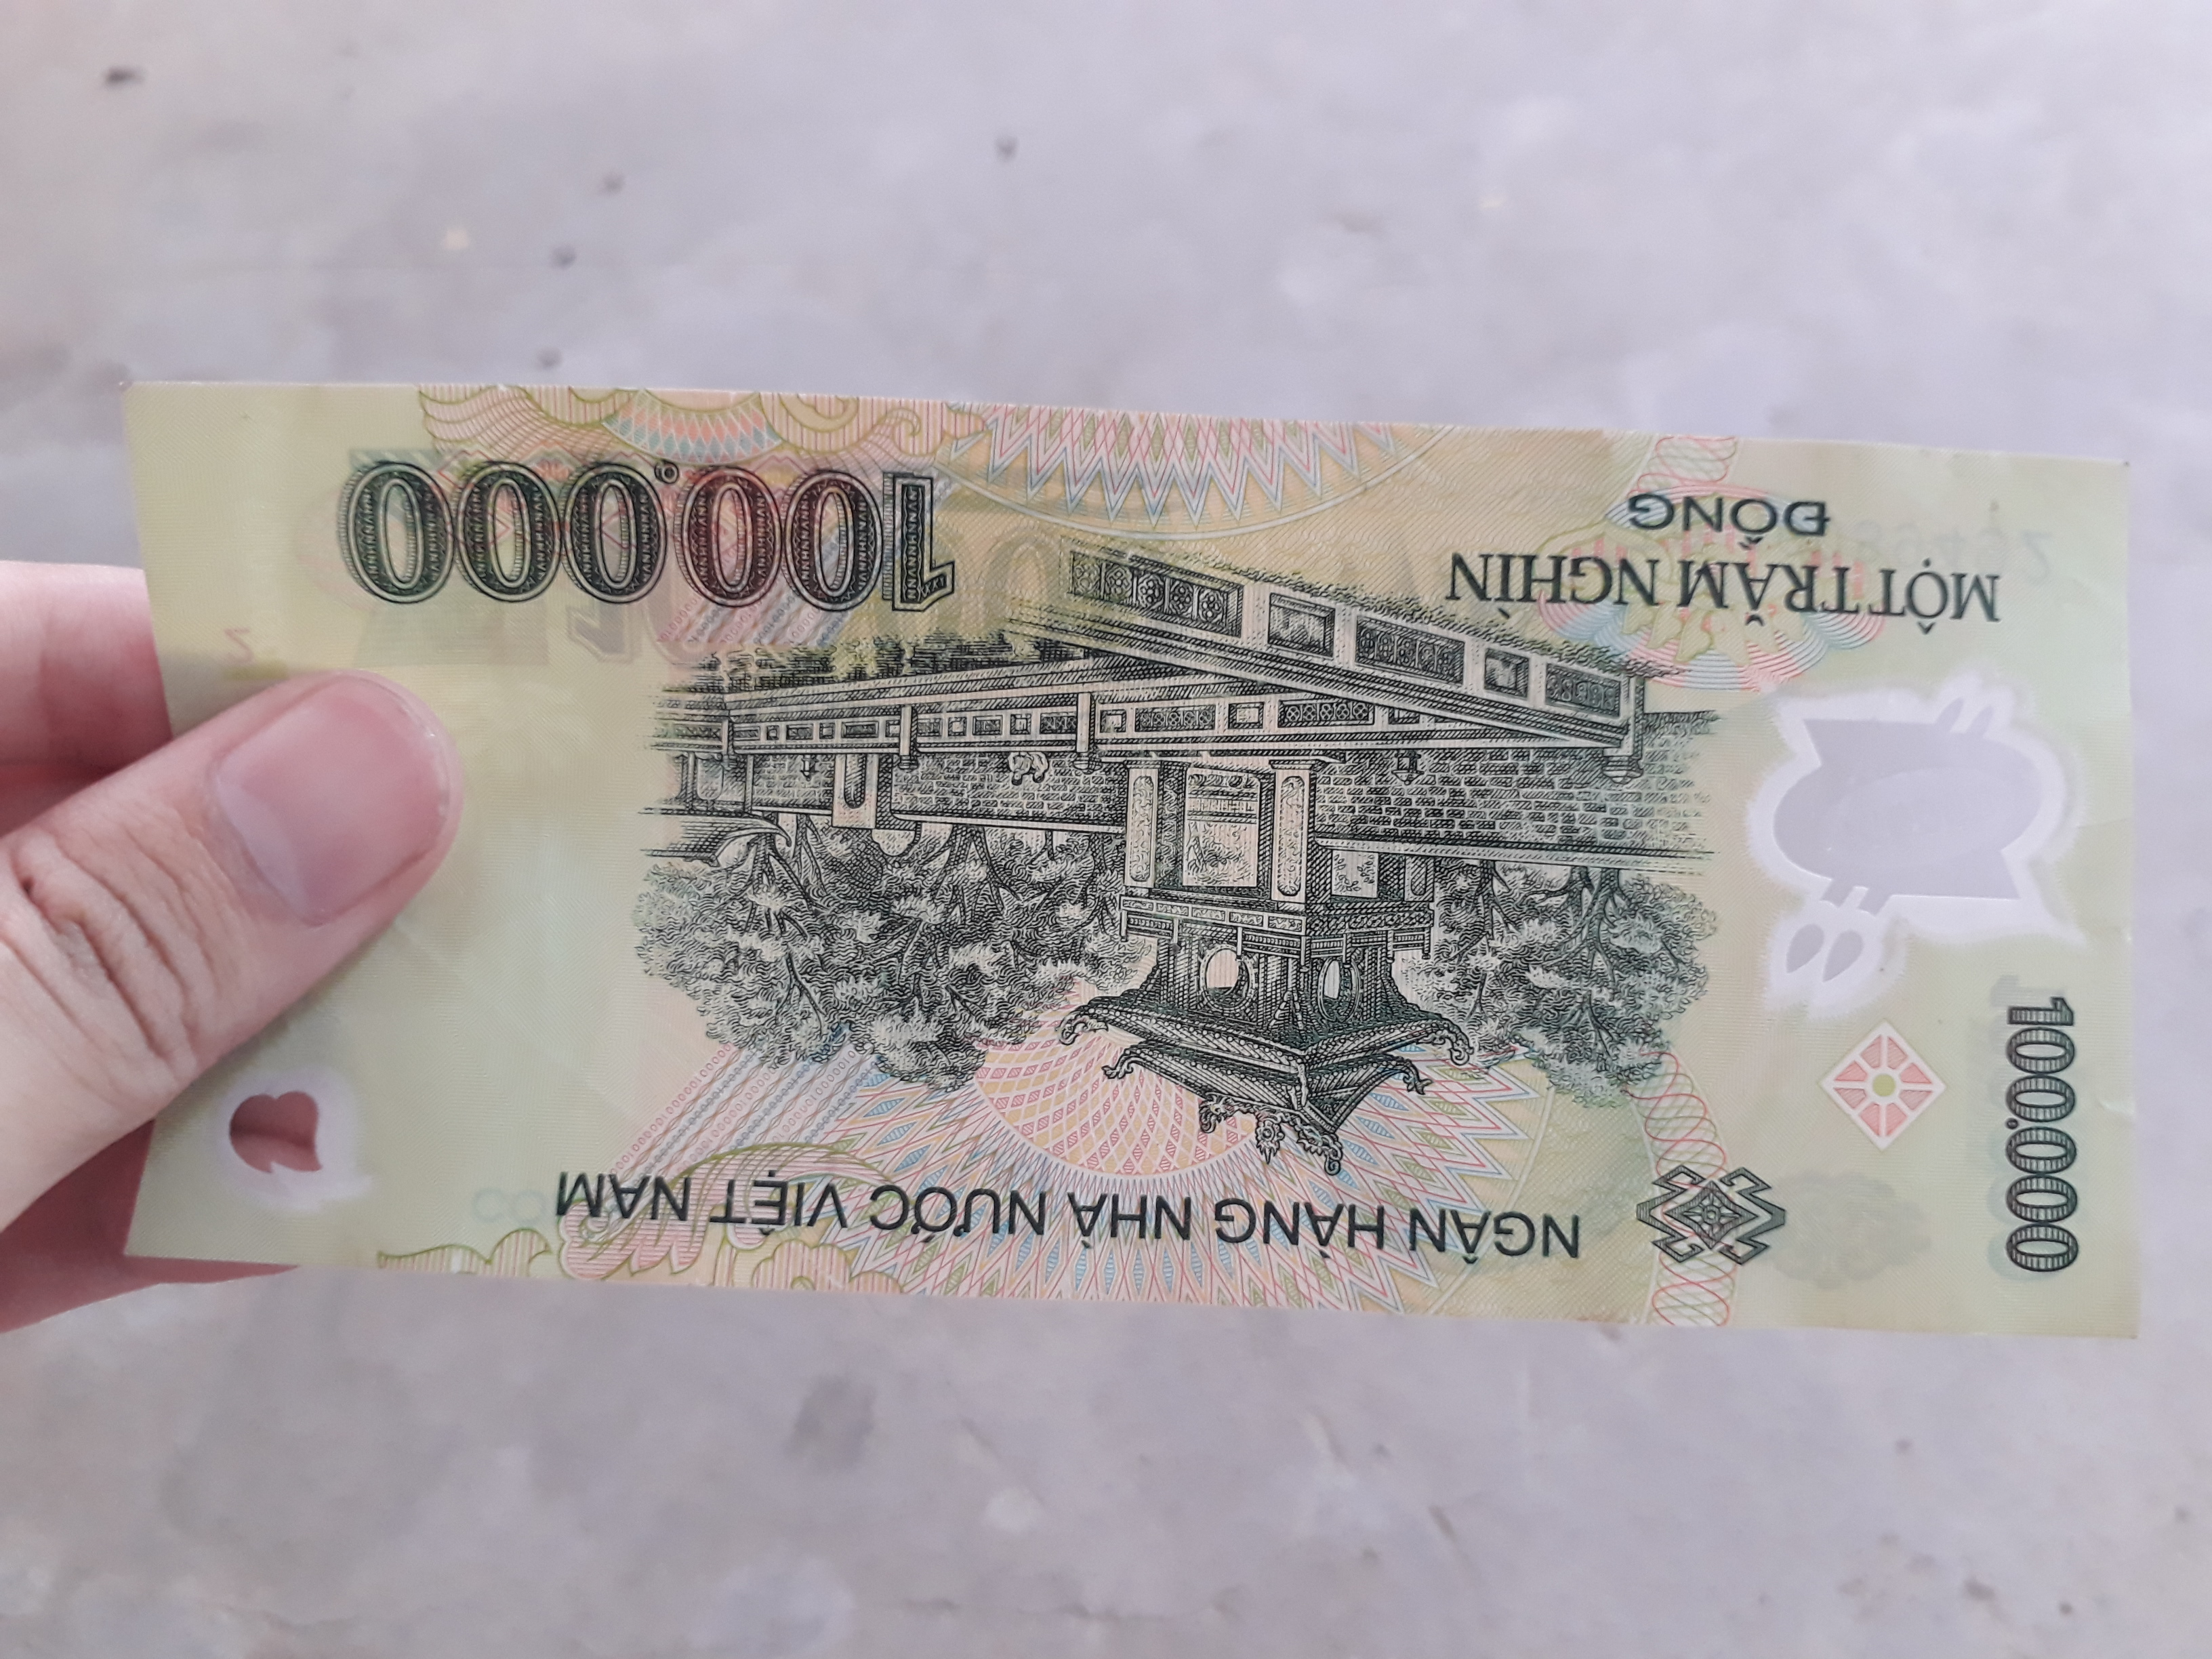 NGÂN HÀNG NHÀ NƯỚC VIỆT NAM
100.000
MỘT TRĂM NGHÌN
ĐỒNG
100.000